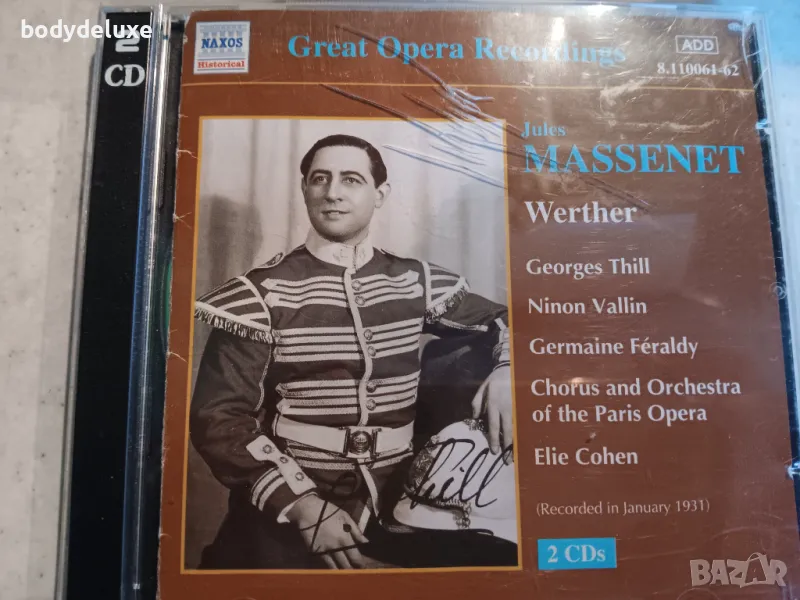 bodydeluxe
2
CD
NAXOS
Historical
Great Opera Recordings
ADD
8.110061-62
Jules
MASSENET
Werther
Georges Thill
Ninon Vallin
Germaine Féraldy
Chorus and Orchestra
of the Paris Opera
Elie Cohen
(Recorded in January 1931)
2 CDs
Thill
BAZAR